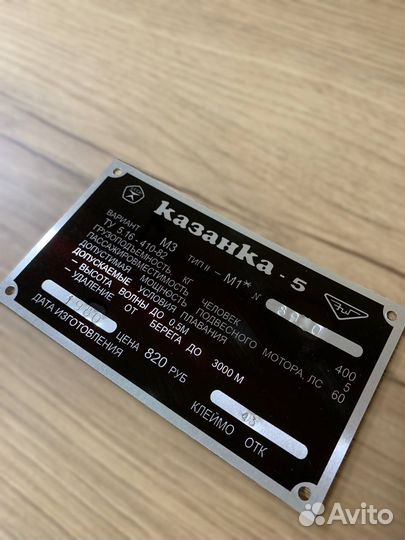 казанка - 5
ВАРИАНТ М3 ТИП II - М1* N
ТУ 5.16 - 410-82
ГРУЗОПОДЪЕМНОСТЬ КГ 400
ПАССАЖИРОВМЕСТИМОСТЬ ЧЕЛОВЕК 5
ДОПУСТИМАЯ МОЩНОСТЬ ПОДВЕСНОГО МОТОРА, ЛС 60
ДОПУСКАЕМЫЕ УСЛОВИЯ ПЛАВАНИЯ
- ВЫСОТА ВОЛНЫ ДО 0,5М
- УДАЛЕНИЕ ОТ БЕРЕГА ДО 3000 М
1980 ЦЕНА 820 РУБ 45
ДАТА ИЗГОТОВЛЕНИЯ КЛЕЙМО ОТК
Avito